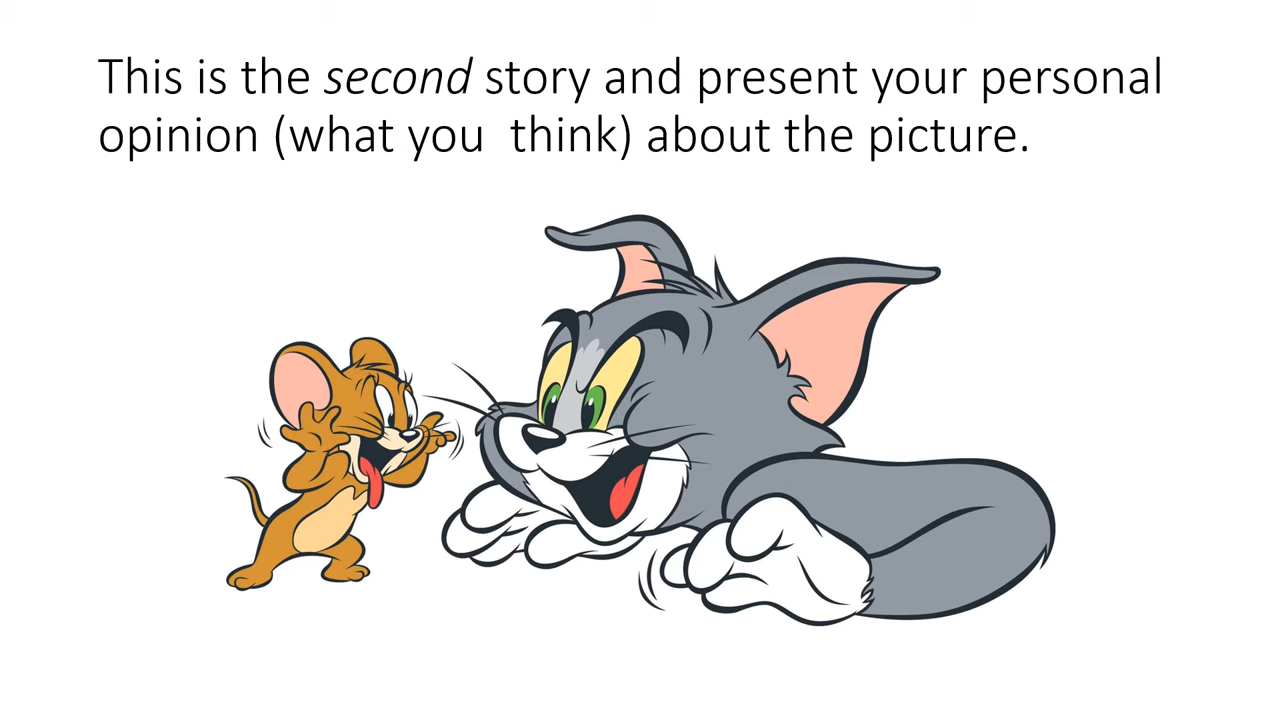 This is the second story and present your personal
opinion (what you  think) about the picture.